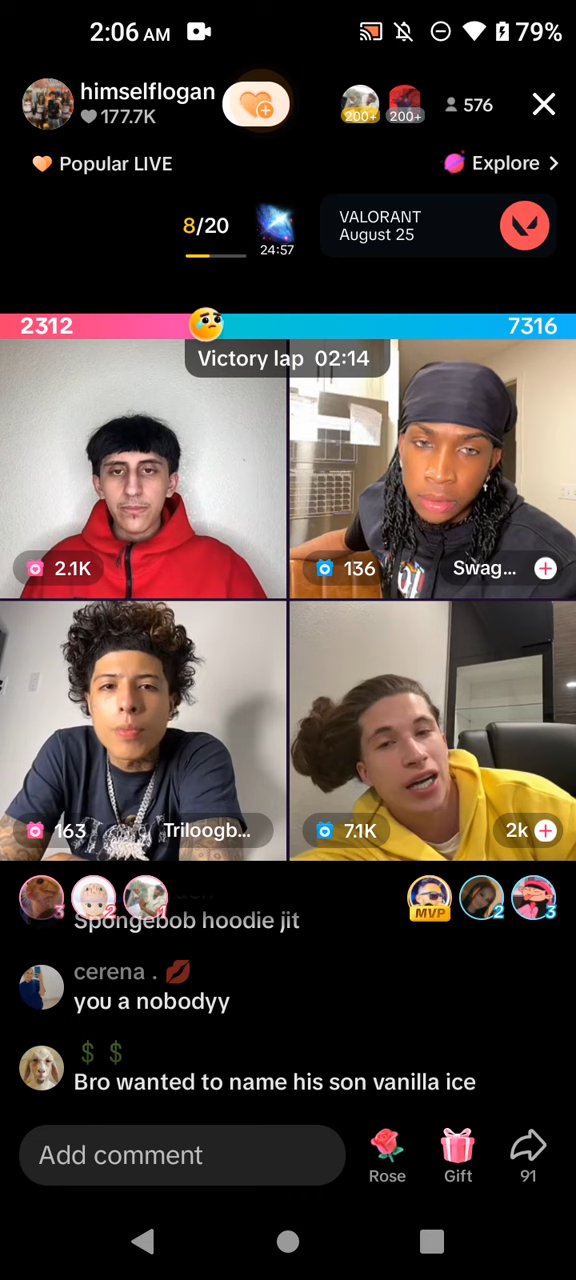 2:06 AM
79%
himselflogan
177.7K
200+
200+
576
Popular LIVE
Explore
8/20
24:57
VALORANT
August 25
2312
7316
Victory lap 02:14
2.1K
136
Swag...
163
Triloogb...
7.1K
2k
3
2
1
MVP
2
3
Spongebob hoodie jit
cerena . 💋
you a nobodyy
$ $
Bro wanted to name his son vanilla ice
Add comment
Rose
Gift
91